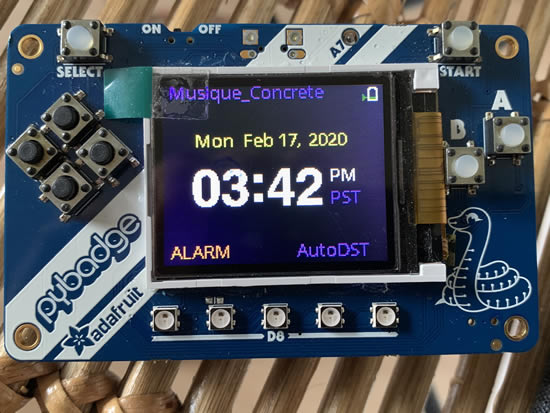 ON OFF
A7
SELECT
START
Musique_Concrete
A
B
Mon Feb 17, 2020
03:42 PM
PST
ALARM AutoDST
pybadge
adafruit
D8